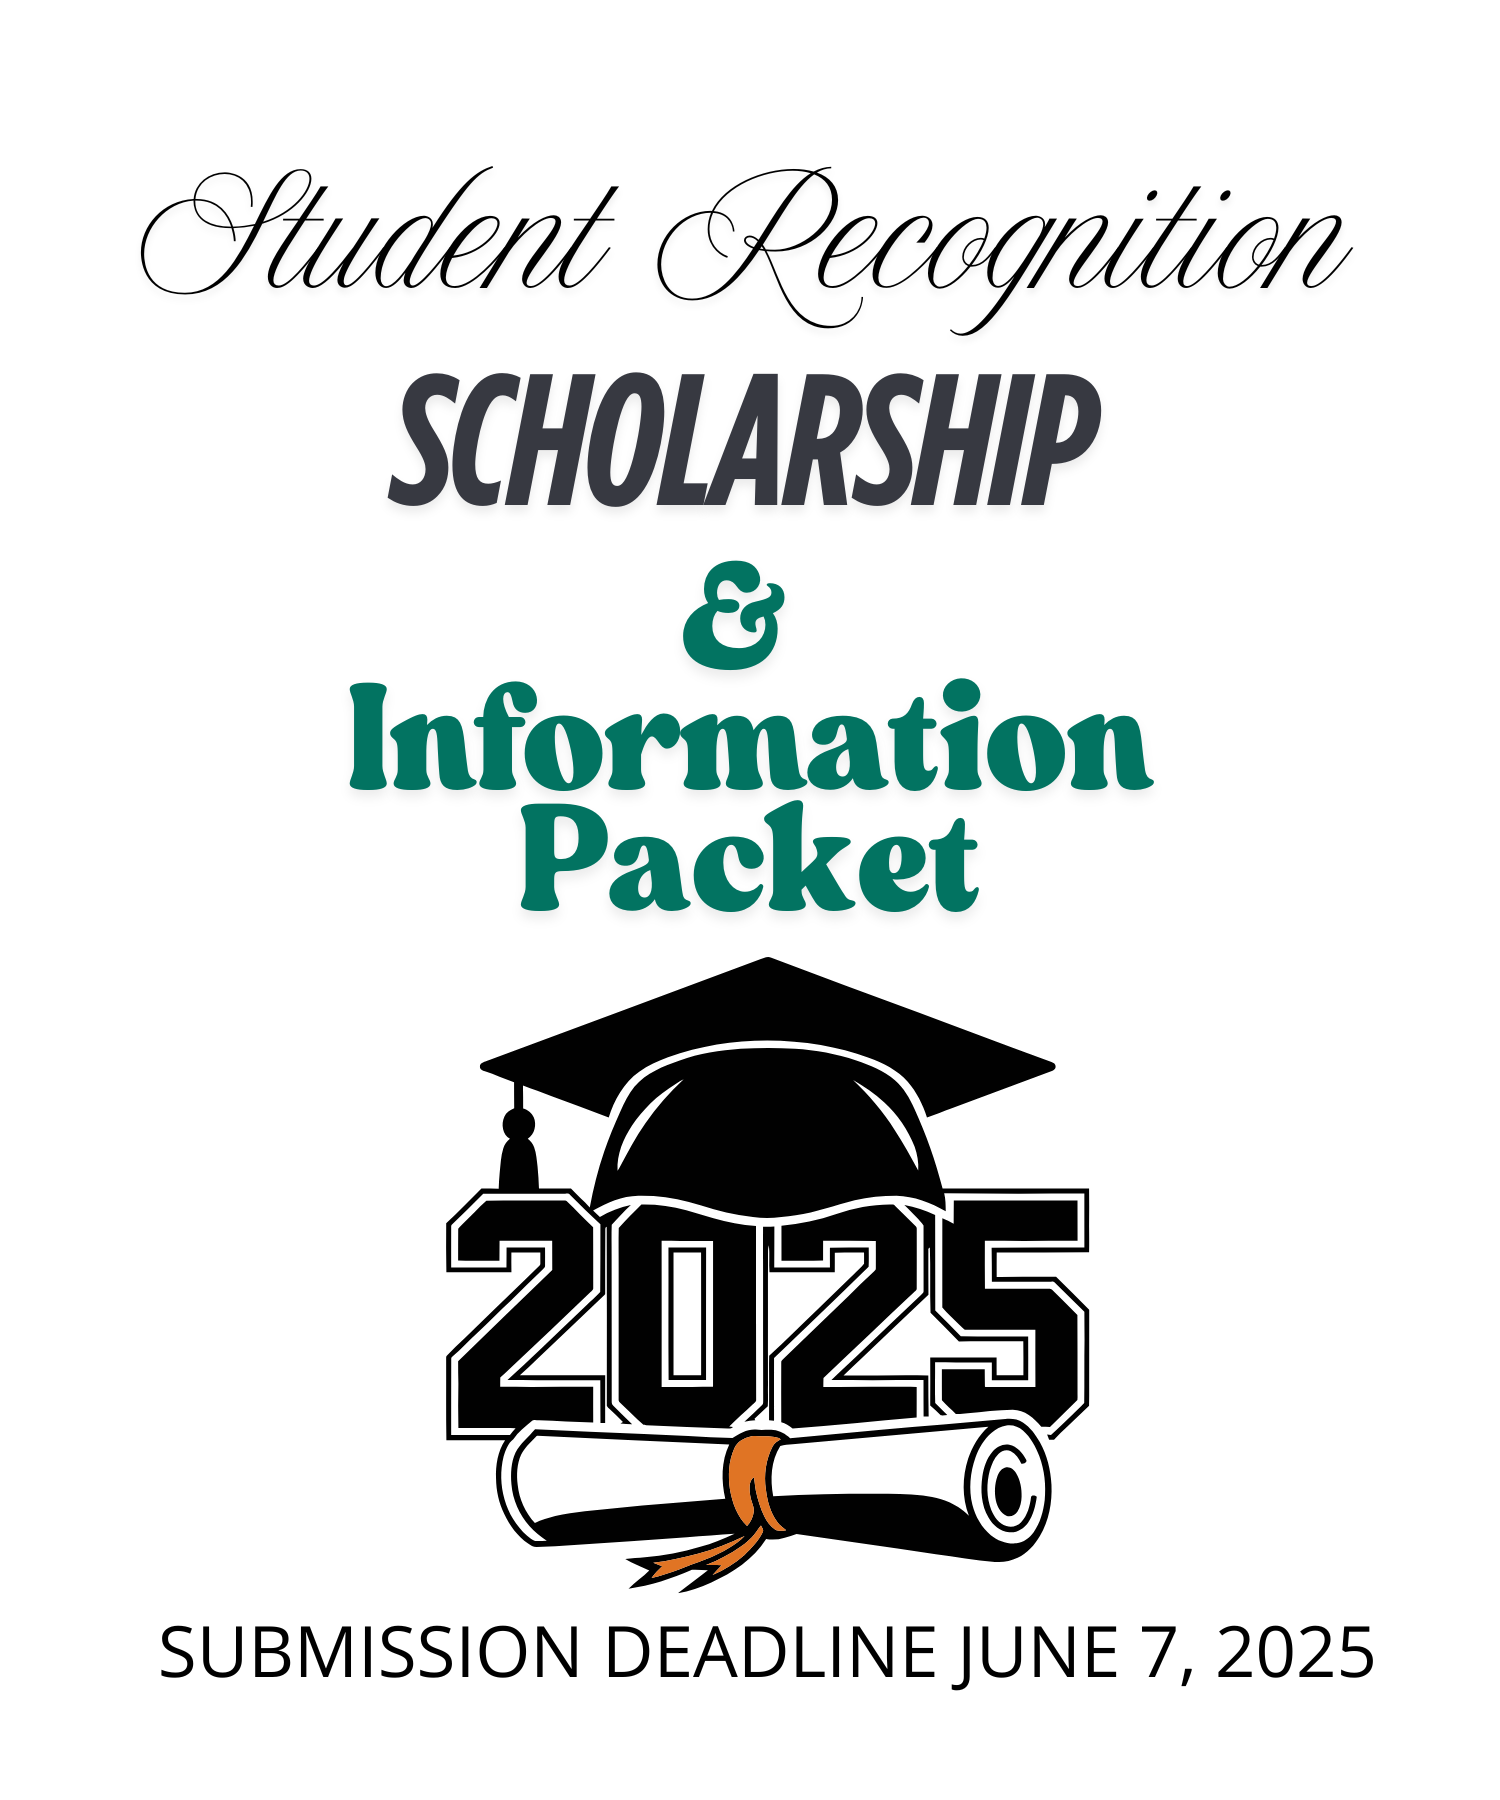 Student Recognition
SCHOLARSHIP
&
Information
Packet
2025
SUBMISSION DEADLINE JUNE 7, 2025